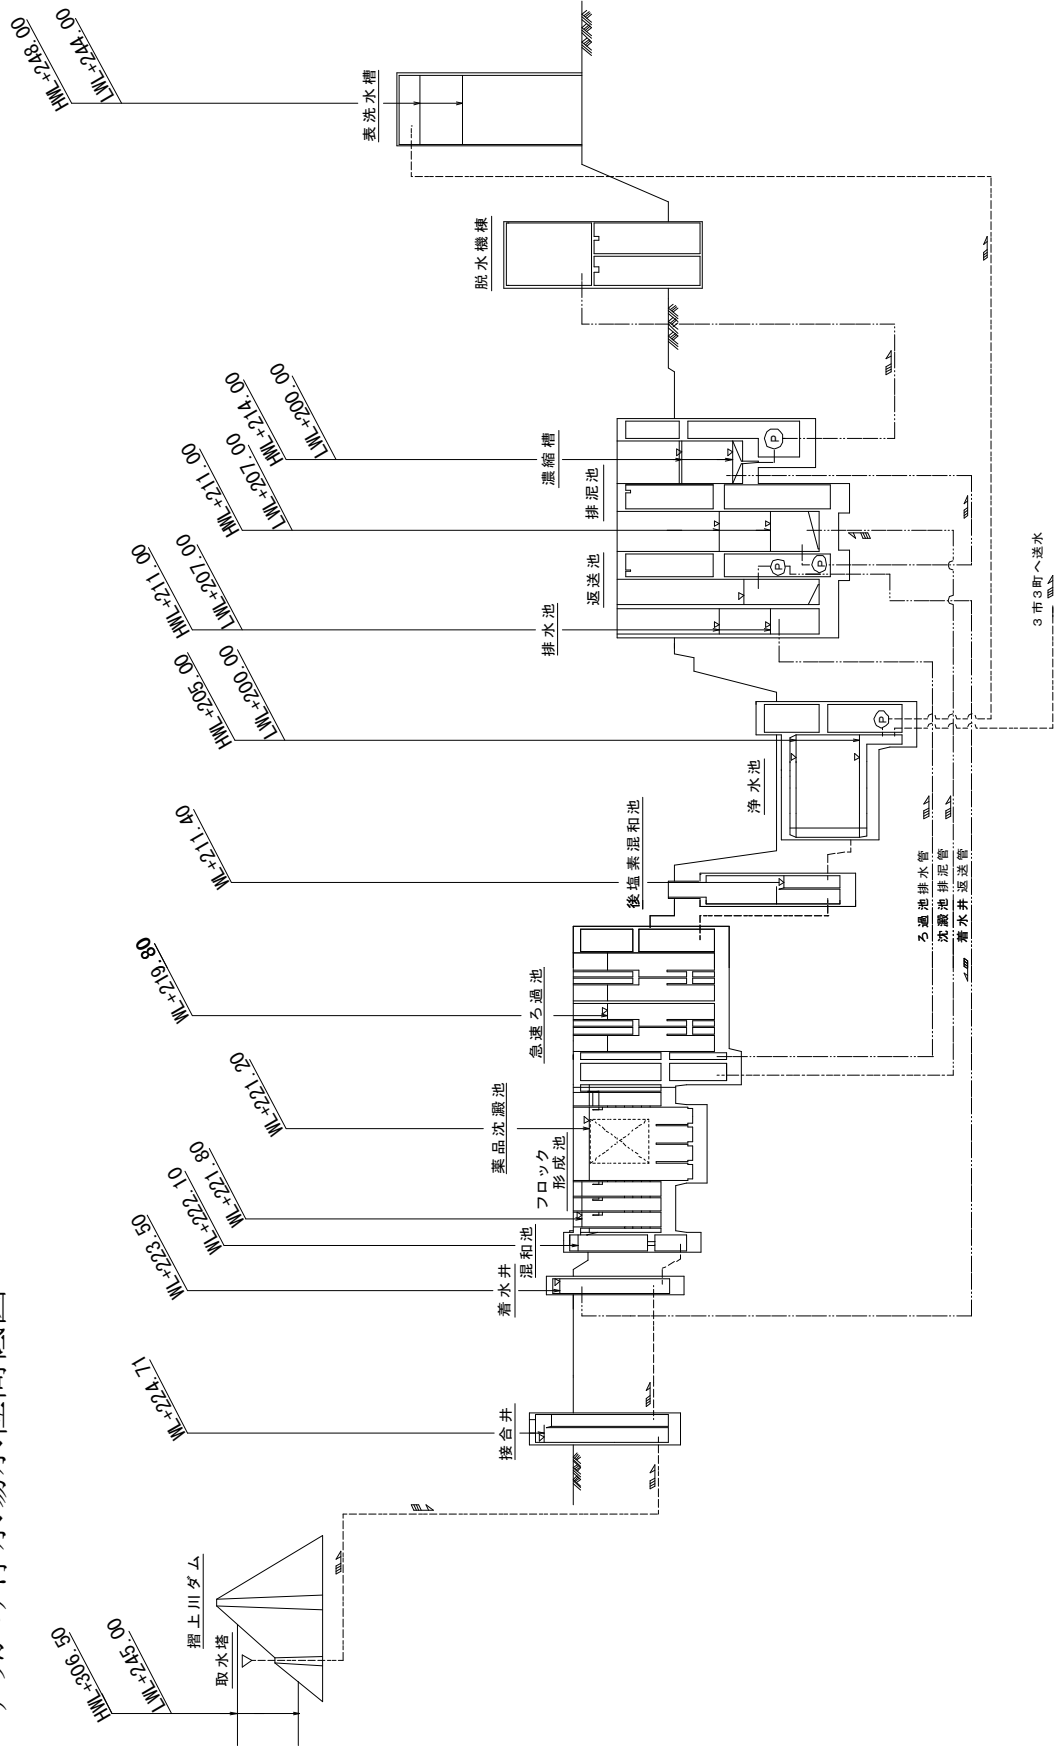 HWL+306.50
LWL+245.00
取水塔
摺上川ダム
WL+224.71
接合井
WL+223.50
着水井
WL+222.10
混和池
WL+221.80
フロック
形成池
WL+221.20
薬品沈澱池
WL+219.80
急速ろ過池
WL+211.40
後塩素混和池
HWL+205.00
LWL+200.00
浄水池
P
HWL+211.00
LWL+207.00
排水池
返送池
P
P
HWL+211.00
LWL+207.00
排泥池
HWL+214.00
LWL+200.00
濃縮槽
P
脱水機棟
HWL+248.00
LWL+244.00
表洗水槽
ろ過池排水管
沈澱池排泥管
着水井返送管
3市3町へ送水